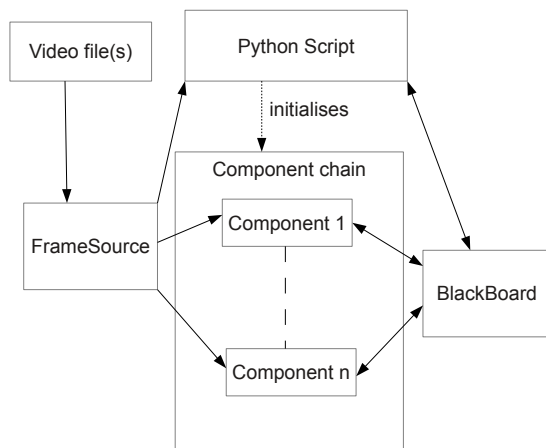 Video file(s)
Python Script
initialises
Component chain
Component 1
FrameSource
BlackBoard
Component n